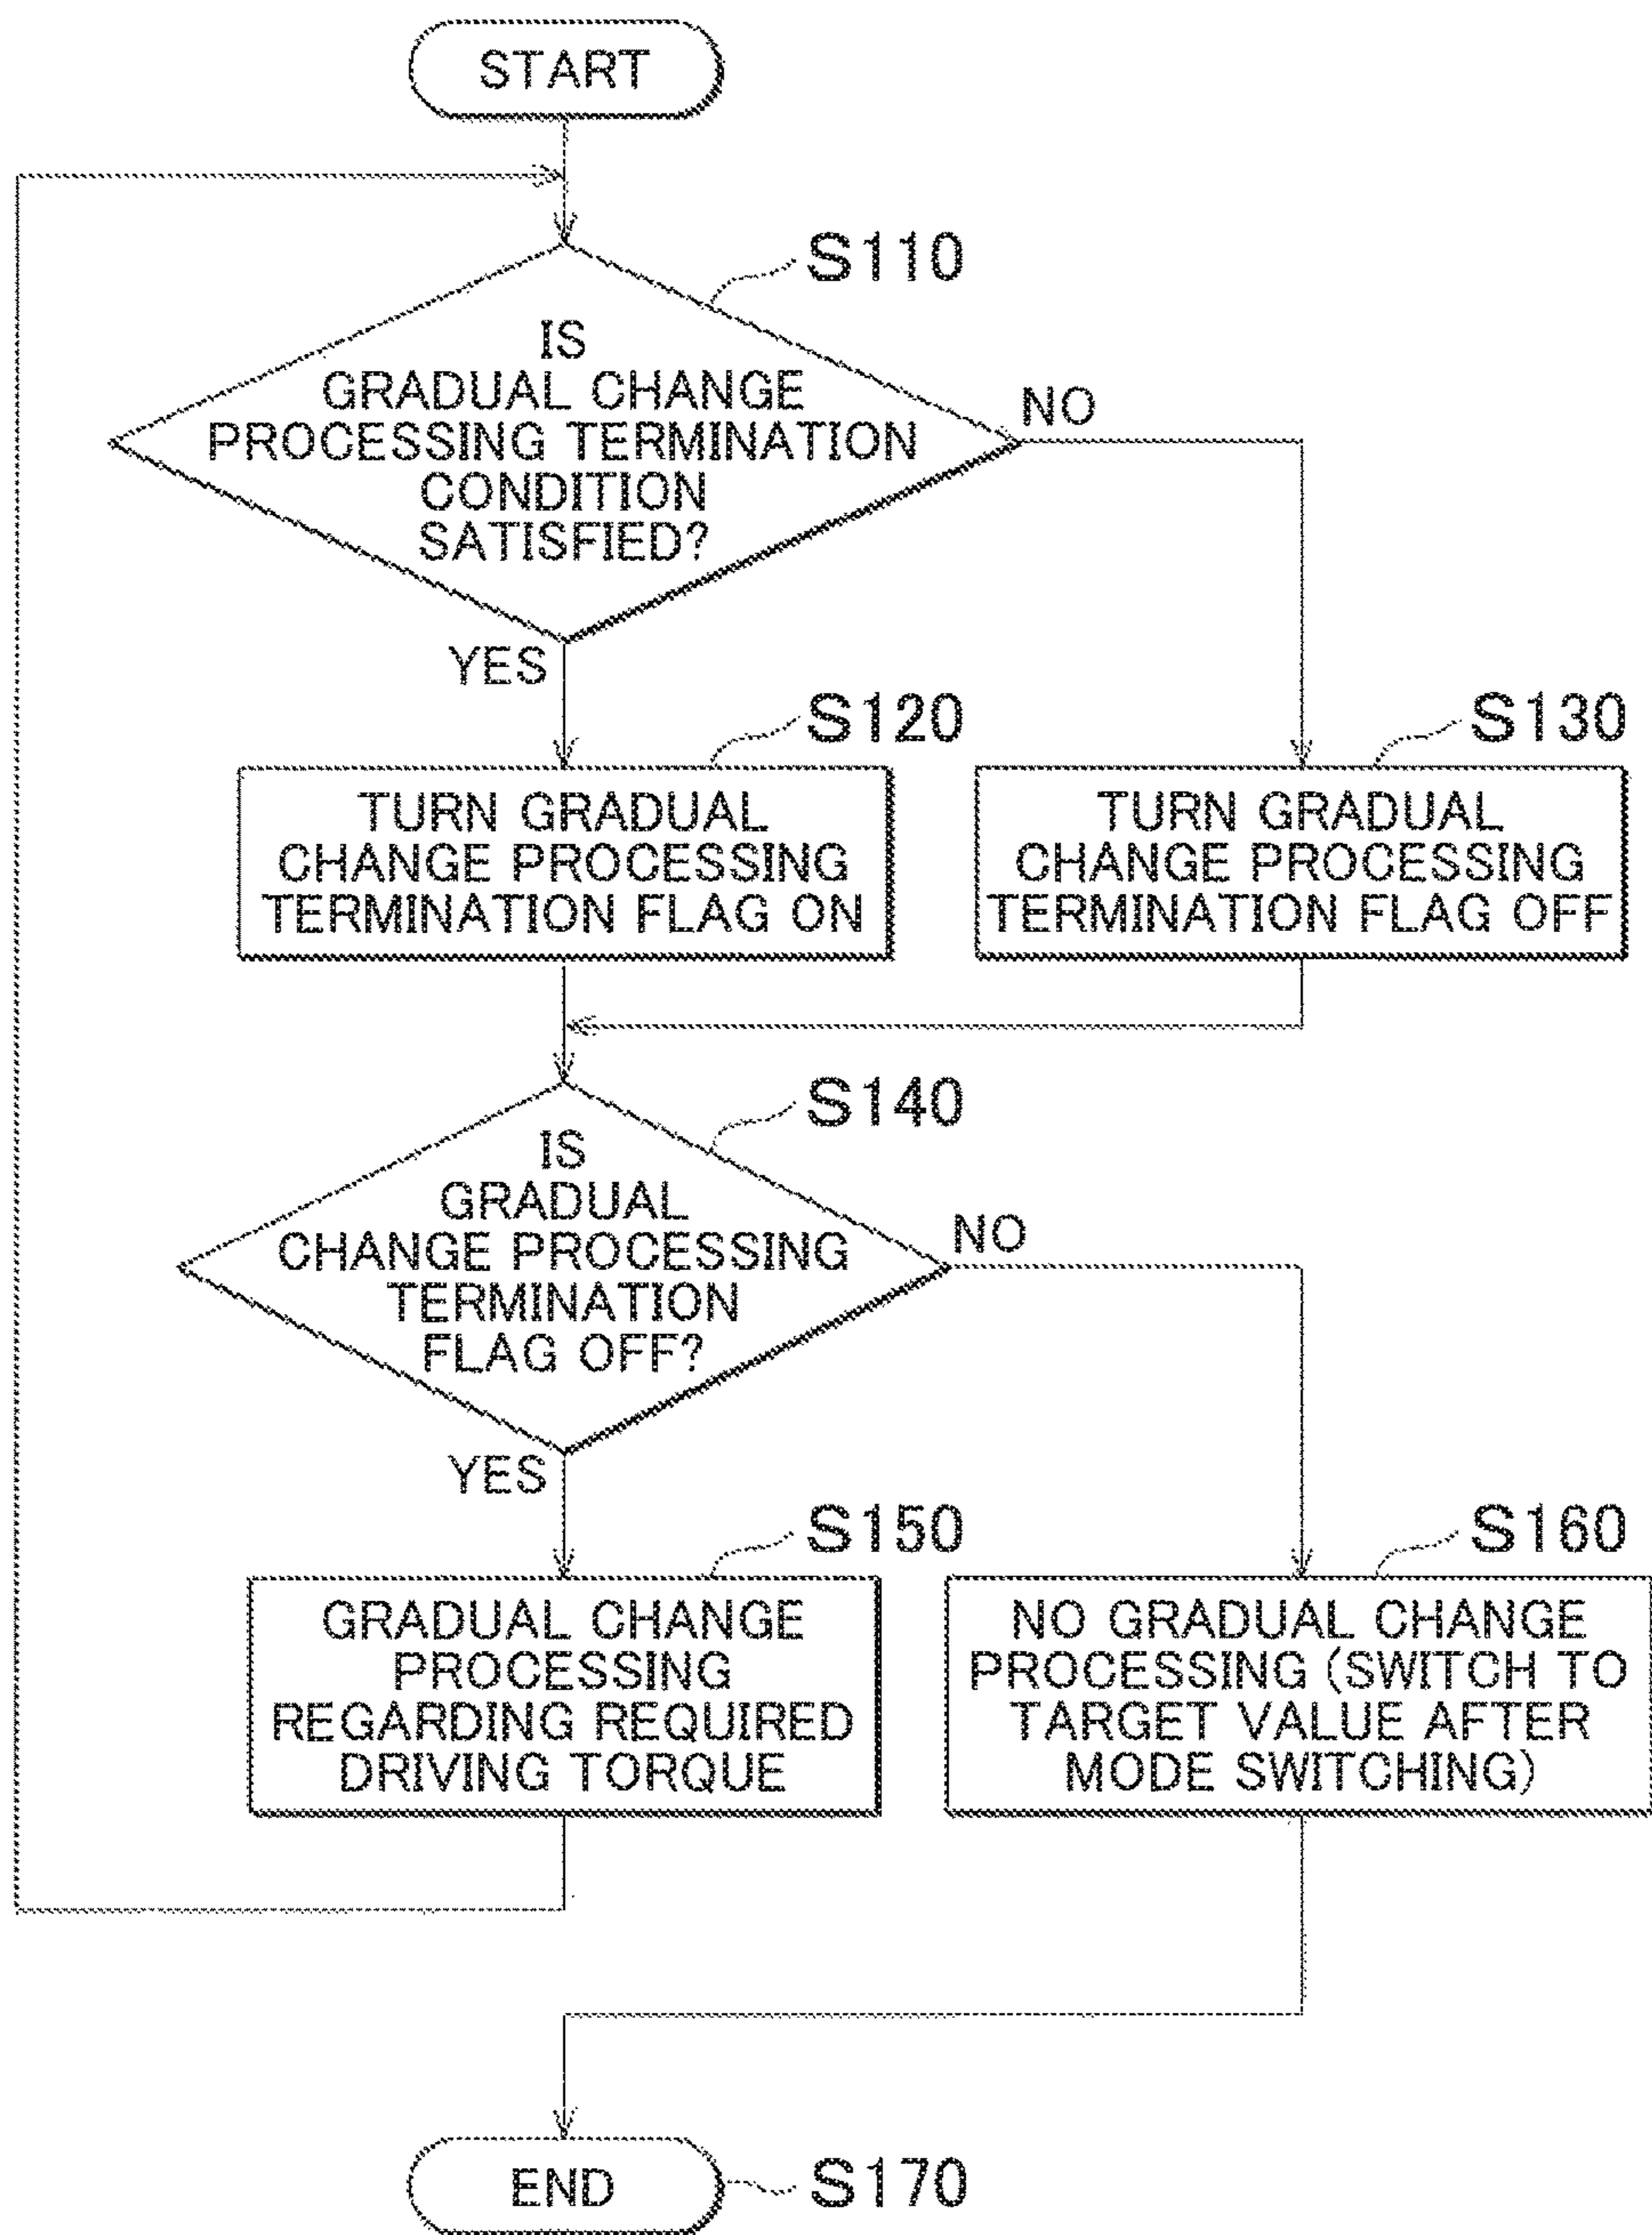 START
S110
IS
GRADUAL CHANGE
PROCESSING TERMINATION
CONDITION
SATISFIED?
NO
YES
S120
S130
TURN GRADUAL
CHANGE PROCESSING
TERMINATION FLAG ON
TURN GRADUAL
CHANGE PROCESSING
TERMINATION FLAG OFF
S140
IS
GRADUAL
CHANGE PROCESSING
TERMINATION
FLAG OFF?
NO
YES
S150
S160
GRADUAL CHANGE
PROCESSING
REGARDING REQUIRED
DRIVING TORQUE
NO GRADUAL CHANGE
PROCESSING (SWITCH TO
TARGET VALUE AFTER
MODE SWITCHING)
END
S170